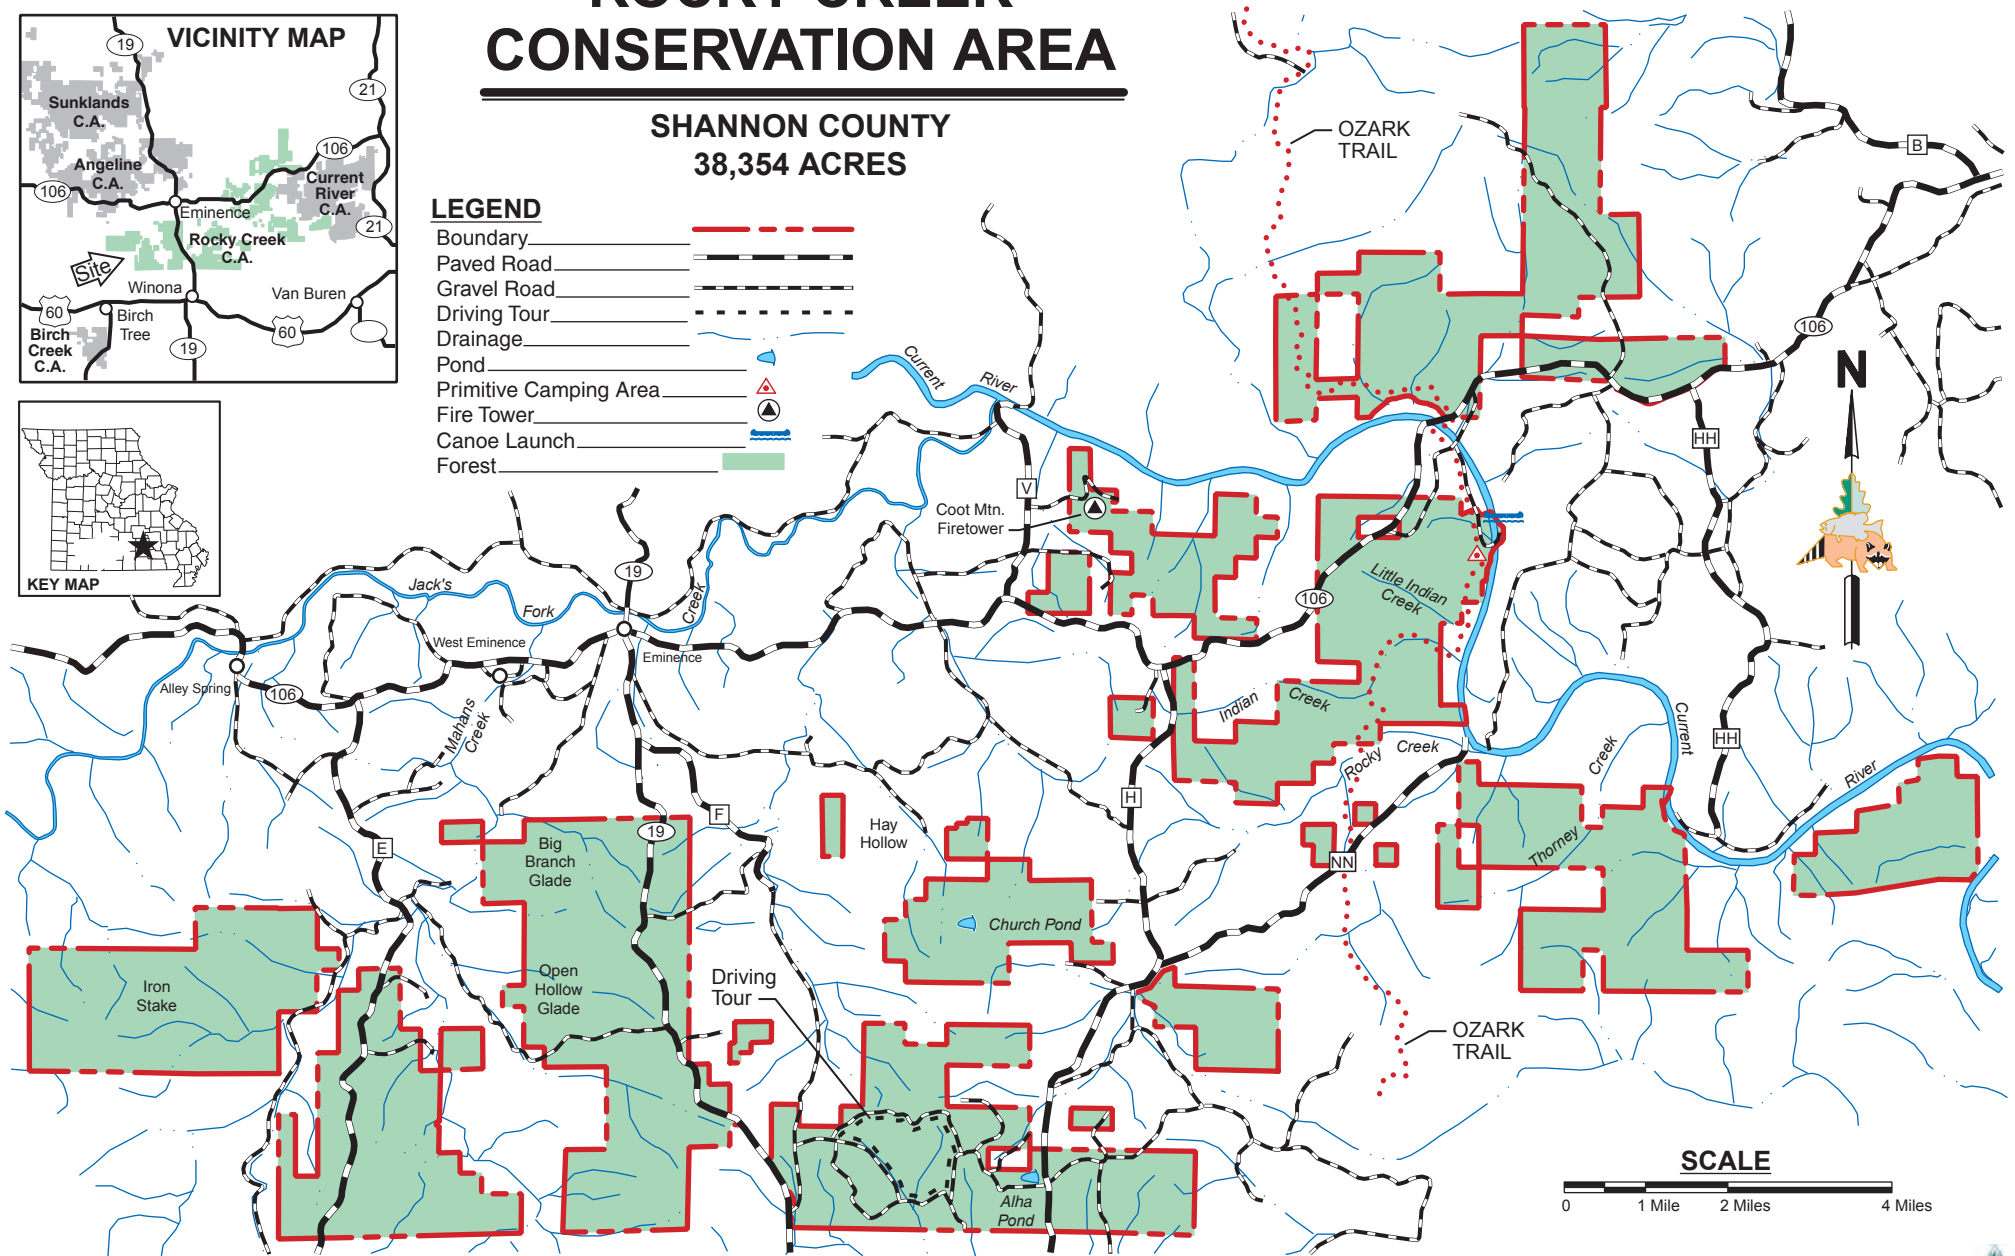 ROCKY CREEK
CONSERVATION AREA
SHANNON COUNTY
38,354 ACRES
VICINITY MAP
19
21
Sunklands
C.A.
106
Angeline
C.A.
Current
River
C.A.
106
Eminence
21
Rocky Creek
C.A.
Site
Winona
Van Buren
60
Birch
Tree
60
Birch
Creek
C.A.
19
KEY MAP
LEGEND
Boundary
Paved Road
Gravel Road
Driving Tour
Drainage
Pond
Primitive Camping Area
Fire Tower
Canoe Launch
Forest
OZARK
TRAIL
B
106
N
HH
Current
River
V
Coot Mtn.
Firetower
Little Indian
Creek
106
19
Jack's
Fork
Creek
West Eminence
Eminence
Alley Spring
106
Mahans
Creek
Indian
Creek
Rocky
Creek
Creek
Current
HH
River
H
F
19
E
Big
Branch
Glade
Hay
Hollow
NN
Thorney
Church Pond
Iron
Stake
Open
Hollow
Glade
Driving
Tour
OZARK
TRAIL
Alha
Pond
SCALE
0
1 Mile
2 Miles
4 Miles